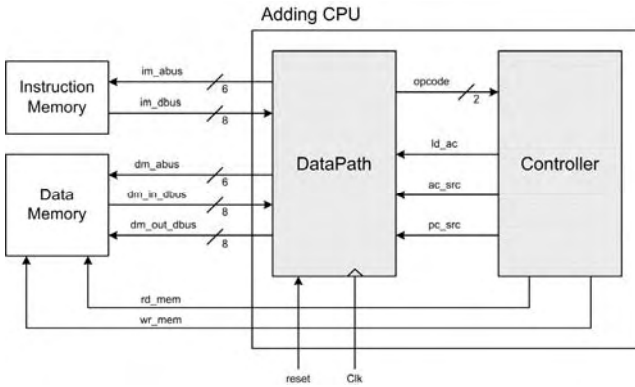 Adding CPU
im_abus
6
opcode
2
Instruction
Memory
im_dbus
8
ld_ac
DataPath
Controller
dm_abus
6
Data
Memory
dm_in_dbus
8
ac_src
dm_out_dbus
8
pc_src
rd_mem
wr_mem
reset
Clk